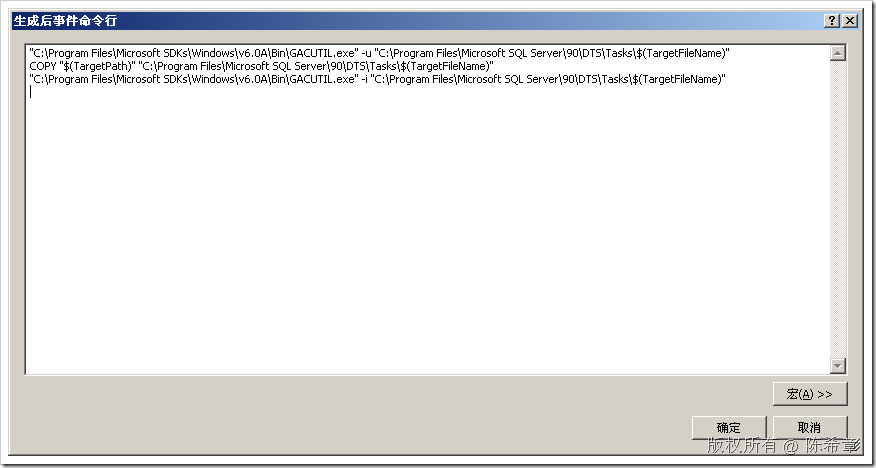 生成后事件命令行
"C:\Program Files\Microsoft SDKs\Windows\v6.0A\Bin\GACUTIL.exe" -u "C:\Program Files\Microsoft SQL Server\90\DTS\Tasks\$(TargetFileName)"
COPY "$(TargetPath)" "C:\Program Files\Microsoft SQL Server\90\DTS\Tasks\$(TargetFileName)"
"C:\Program Files\Microsoft SDKs\Windows\v6.0A\Bin\GACUTIL.exe" -i "C:\Program Files\Microsoft SQL Server\90\DTS\Tasks\$(TargetFileName)"
宏(A) >>
确定
取消
版权所有 @ 陈希章